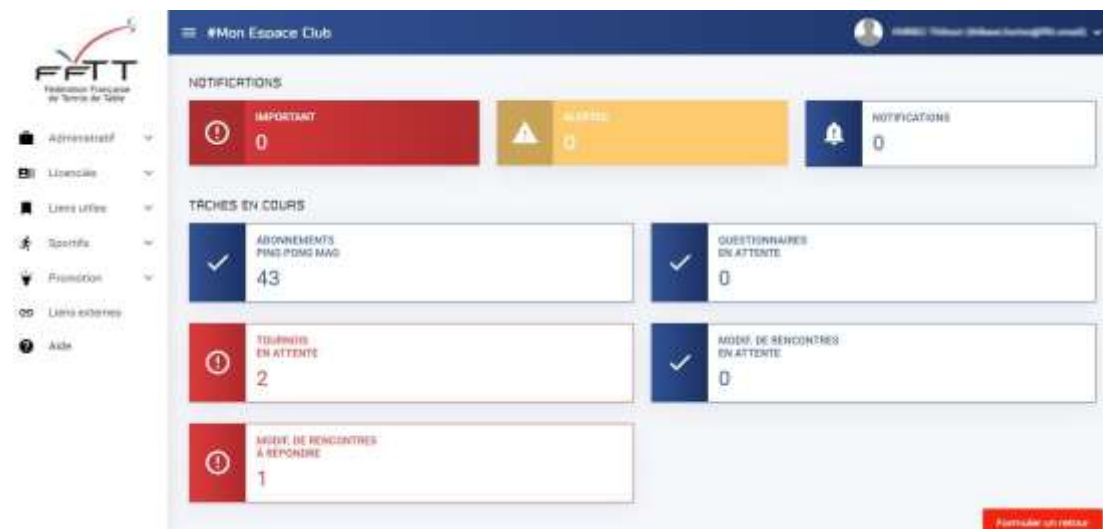 FFTT
Fédération Française
de Tennis de Table
Administratif
Licenciés
Liens utiles
Sportifs
Promotion
Liens externes
Aide
#Mon Espace Club
NOTIFICATIONS
IMPORTANT
0
ALERTES
0
NOTIFICATIONS
0
TÂCHES EN COURS
ABONNEMENTS
PING PONG MAG
43
QUESTIONNAIRES
EN ATTENTE
0
TOURNOIS
EN ATTENTE
2
MODIF. DE RENCONTRES
EN ATTENTE
0
MODIF. DE RENCONTRES
À RÉPONDRE
1
Formuler un retour